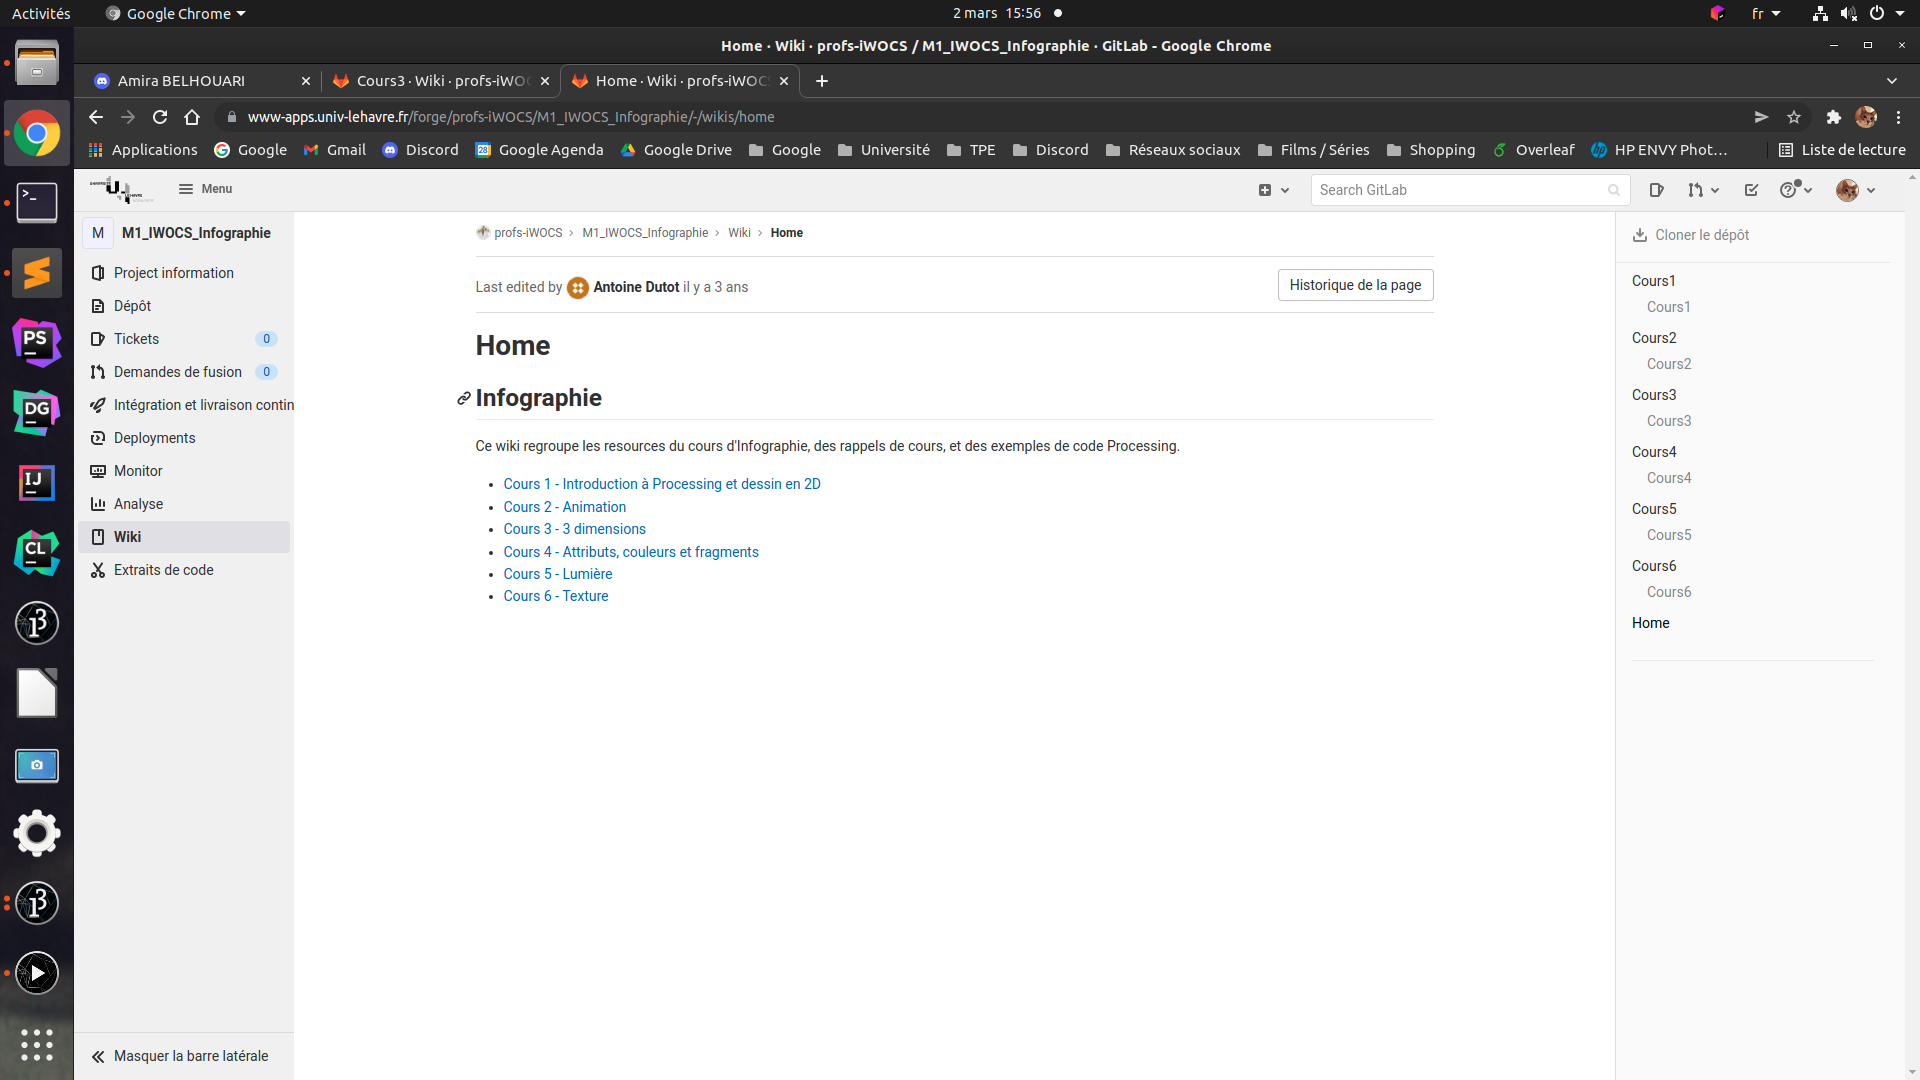 Activités
Google Chrome
2 mars 15:56
fr
Home · Wiki · profs-iWOCS / M1_IWOCS_Infographie · GitLab - Google Chrome
Amira BELHOUARI
Cours3 · Wiki · profs-iWOC
Home · Wiki · profs-iWOCS
www-apps.univ-lehavre.fr/forge/profs-iWOCS/M1_IWOCS_Infographie/-/wikis/home
Applications
Google
Gmail
Discord
28
Google Agenda
Google Drive
Google
Université
TPE
Discord
Réseaux sociaux
Films / Séries
Shopping
Overleaf
HP ENVY Phot…
Liste de lecture
Menu
Search GitLab
M
M1_IWOCS_Infographie
Project information
Dépôt
Tickets 0
Demandes de fusion 0
Intégration et livraison contin
Deployments
Monitor
Analyse
Wiki
Extraits de code
Masquer la barre latérale
profs-iWOCS › M1_IWOCS_Infographie › Wiki › Home
Last edited by Antoine Dutot il y a 3 ans
Historique de la page
Home
Infographie
Ce wiki regroupe les resources du cours d'Infographie, des rappels de cours, et des exemples de code Processing.
• Cours 1 - Introduction à Processing et dessin en 2D
• Cours 2 - Animation
• Cours 3 - 3 dimensions
• Cours 4 - Attributs, couleurs et fragments
• Cours 5 - Lumière
• Cours 6 - Texture
Cloner le dépôt
Cours1
Cours1
Cours2
Cours2
Cours3
Cours3
Cours4
Cours4
Cours5
Cours5
Cours6
Cours6
Home
PS
DG
IJ
CL